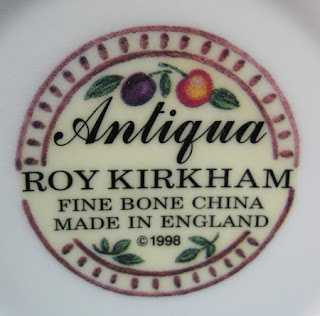 Antiqua
ROY KIRKHAM
FINE BONE CHINA
MADE IN ENGLAND
©1998